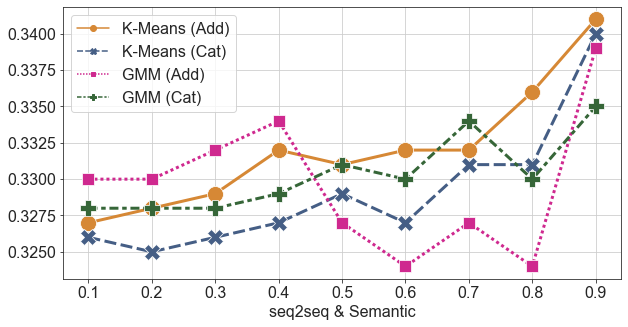 K-Means (Add)
K-Means (Cat)
GMM (Add)
GMM (Cat)
0.3400
0.3375
0.3350
0.3325
0.3300
0.3275
0.3250
0.1 0.2 0.3 0.4 0.5 0.6 0.7 0.8 0.9
seq2seq & Semantic